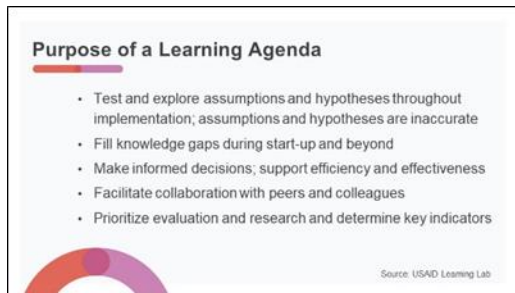 Purpose of a Learning Agenda
• Test and explore assumptions and hypotheses throughout
implementation; assumptions and hypotheses are inaccurate
• Fill knowledge gaps during start-up and beyond
• Make informed decisions; support efficiency and effectiveness
• Facilitate collaboration with peers and colleagues
• Prioritize evaluation and research and determine key indicators
Source: USAID Learning Lab